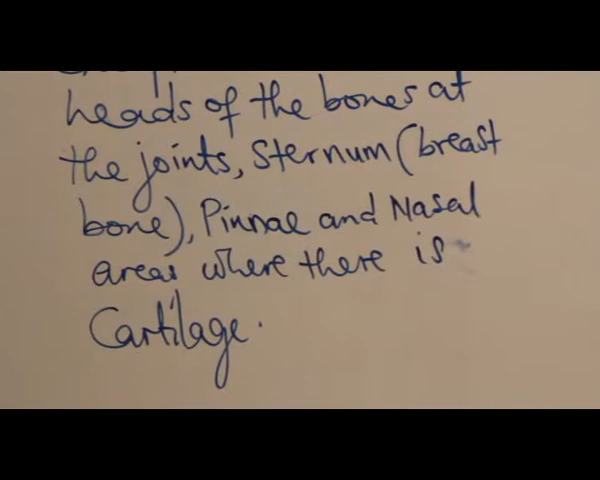 heads of the bones at
the joints, Sternum (breast
bone), Pinnae and Nasal
areas where there is
Cartilage.